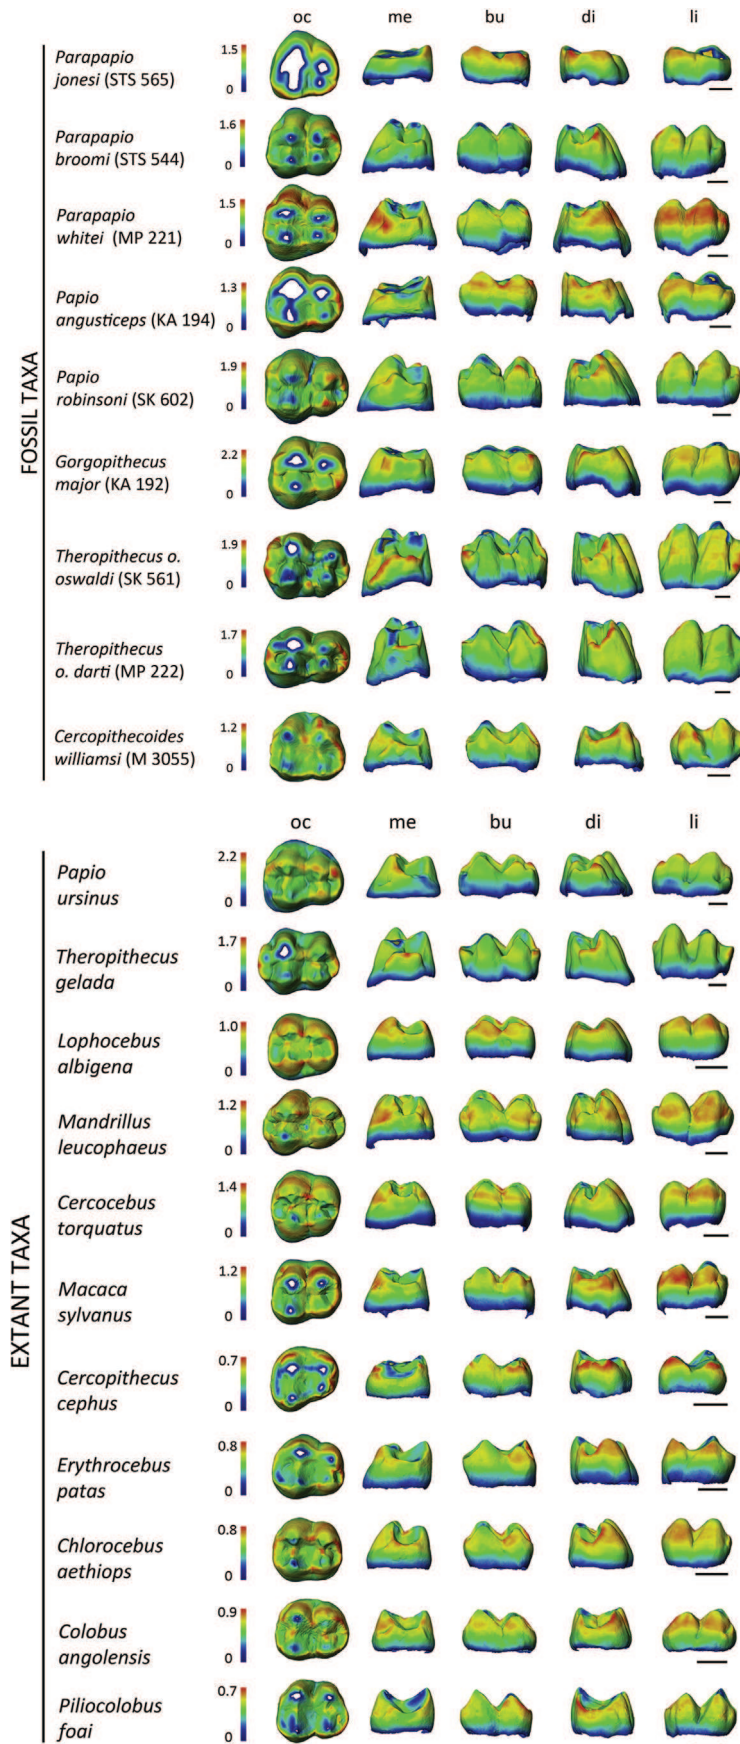 oc me bu di li
FOSSIL TAXA
Parapapio
jonesi (STS 565)
1.5
0
Parapapio
broomi (STS 544)
1.6
0
Parapapio
whitei (MP 221)
1.5
0
Papio
angusticeps (KA 194)
1.3
0
Papio
robinsoni (SK 602)
1.9
0
Gorgopithecus
major (KA 192)
2.2
0
Theropithecus o.
oswaldi (SK 561)
1.9
0
Theropithecus
o. darti (MP 222)
1.7
0
Cercopithecoides
williamsi (M 3055)
1.2
0
oc me bu di li
EXTANT TAXA
Papio
ursinus
2.2
0
Theropithecus
gelada
1.7
0
Lophocebus
albigena
1.0
0
Mandrillus
leucophaeus
1.2
0
Cercocebus
torquatus
1.4
0
Macaca
sylvanus
1.2
0
Cercopithecus
cephus
0.7
0
Erythrocebus
patas
0.8
0
Chlorocebus
aethiops
0.8
0
Colobus
angolensis
0.9
0
Piliocolobus
foai
0.7
0